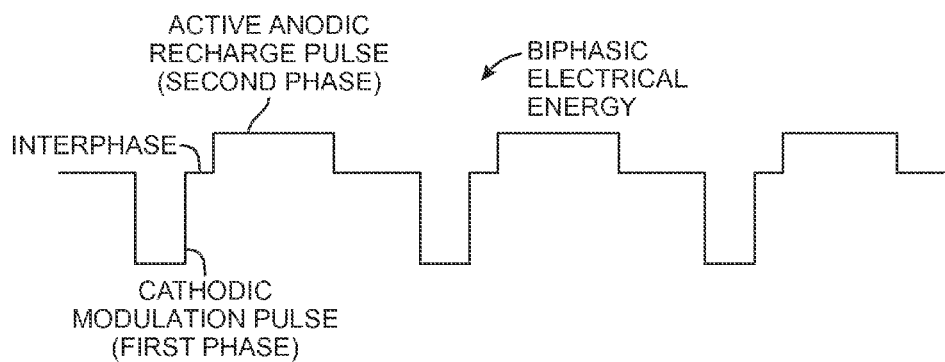 ACTIVE ANODIC
RECHARGE PULSE
(SECOND PHASE)
BIPHASIC
ELECTRICAL
ENERGY
INTERPHASE
CATHODIC
MODULATION PULSE
(FIRST PHASE)